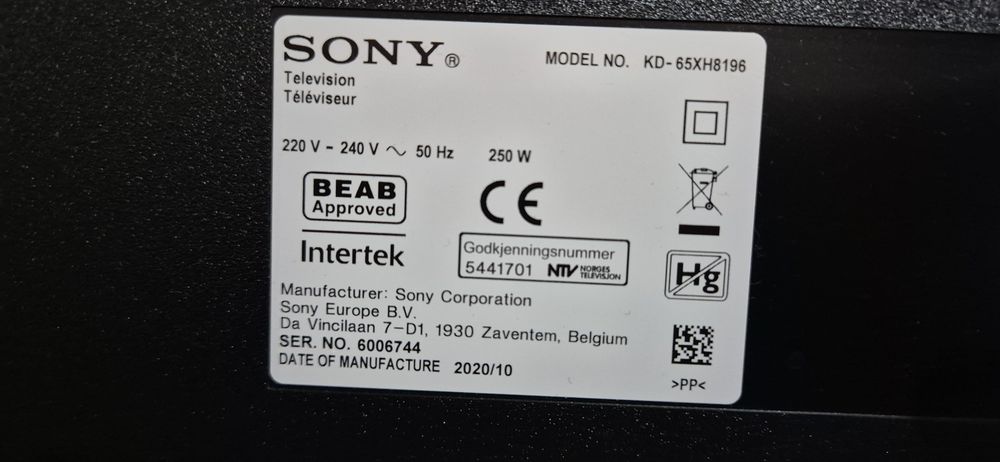 SONY®
MODEL NO. KD-65XH8196
Television
Téléviseur
220 V - 240 V ~ 50 Hz 250 W
BEAB
Approved
Intertek
CE
Godkjenningsnummer
5441701 NTV NORGES TELEVISJON
Hg
Manufacturer: Sony Corporation
Sony Europe B.V.
Da Vincilaan 7-D1, 1930 Zaventem, Belgium
SER. NO. 6006744
DATE OF MANUFACTURE 2020/10
>PP<